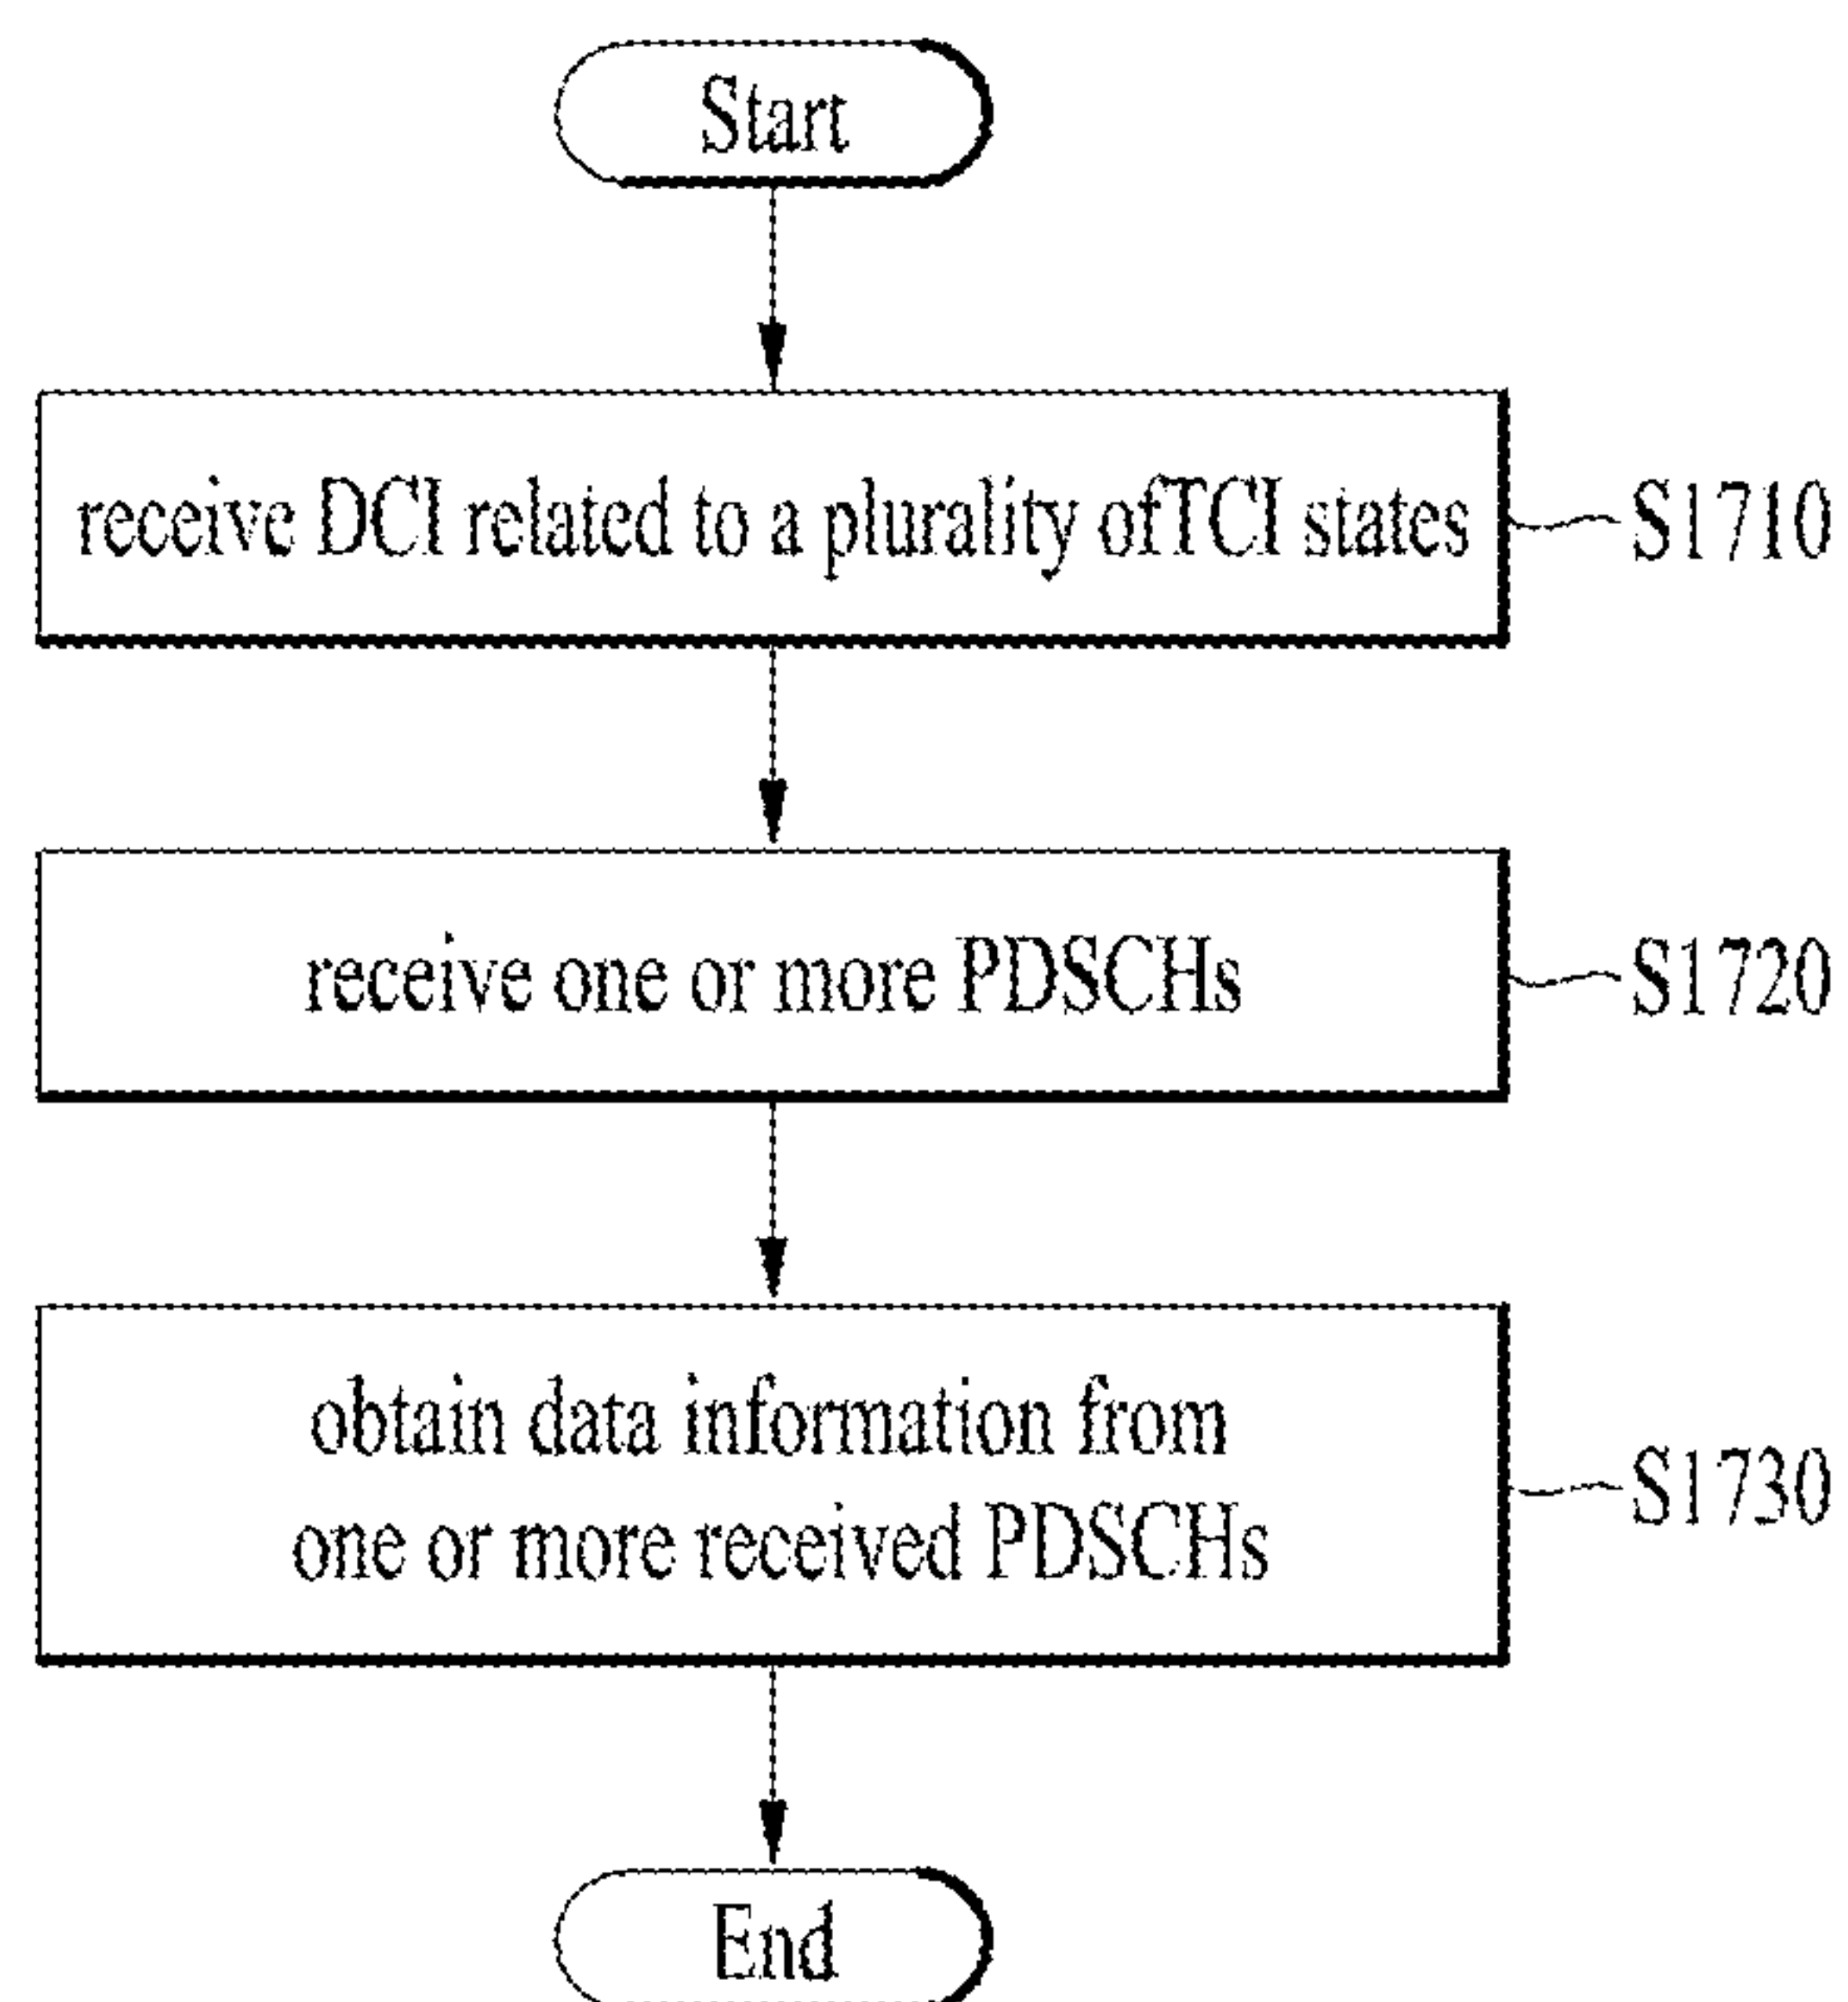 Start
receive DCI related to a plurality ofTCI states
S1710
receive one or more PDSCHs
S1720
obtain data information from
one or more received PDSCHs
S1730
End